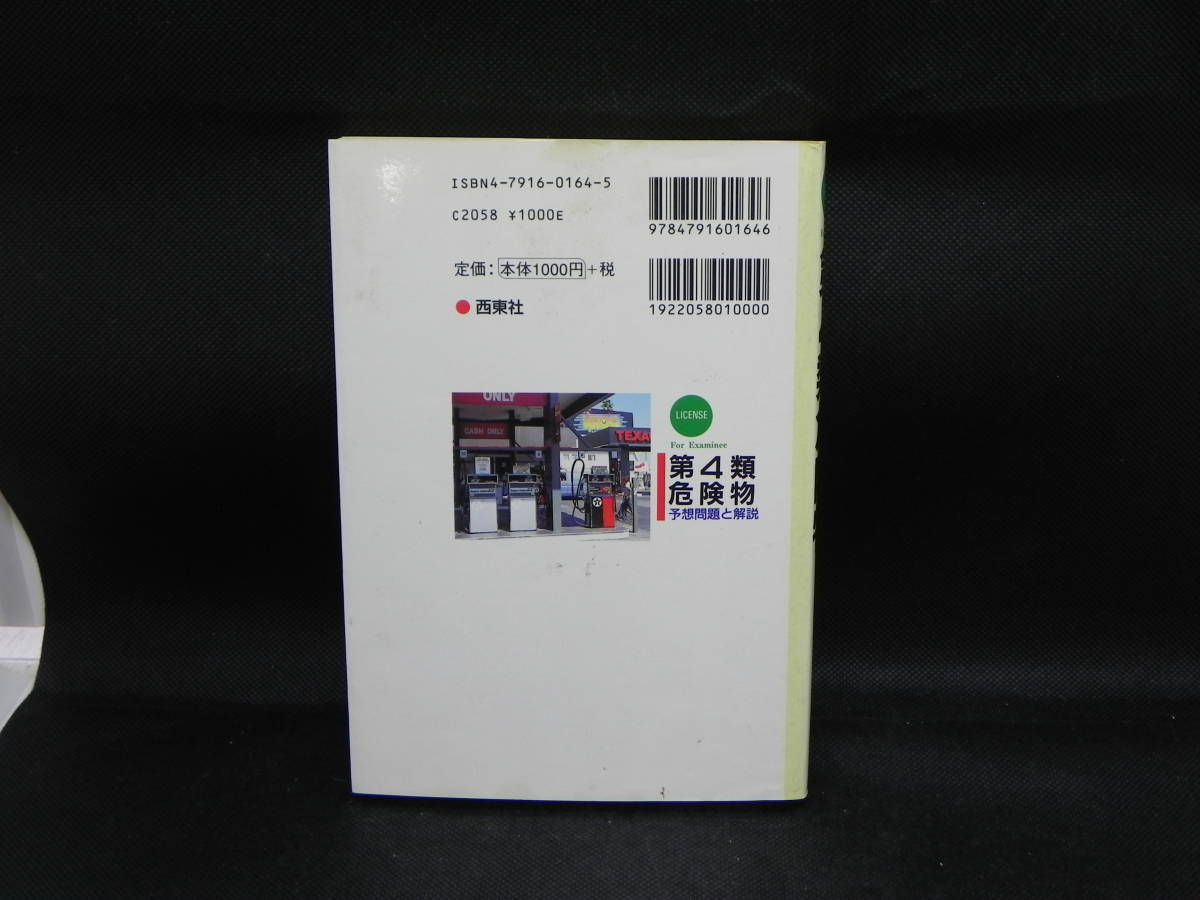 ISBN4-7916-0164-5
C2058 ¥1000E
9784791601646
定価：本体1000円+税
1922058010000
西東社
ONLY
CASH ONLY
TEXA
LICENSE
For Examinee
第4類
危険物
予想問題と解説